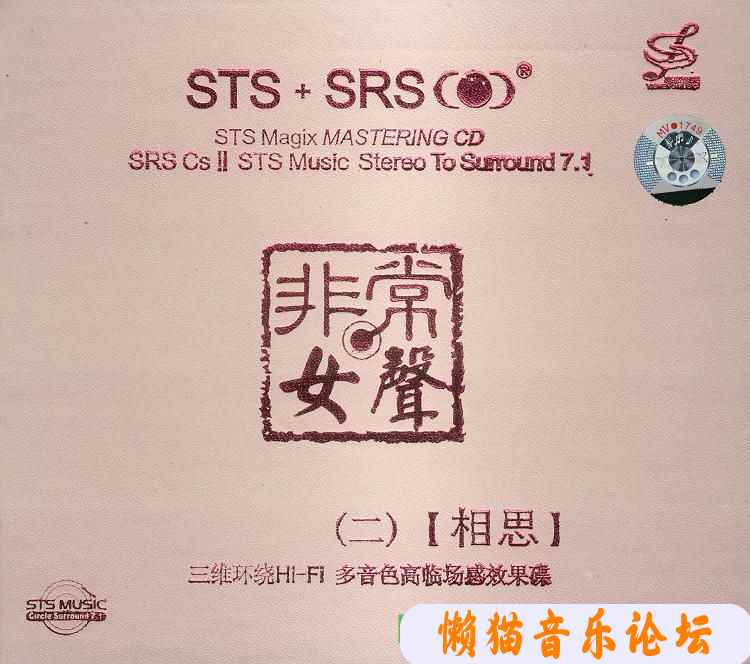 STS + SRS(●)®
STS Magix MASTERING CD
SRS Cs II STS Music Stereo To Surround 7.1
MV●1749
非常
女聲
(二)【相思】
三维环绕Hi-Fi 多音色高临场感效果碟
STS MUSIC
Circle Surround 7.1
懒猫音乐论坛